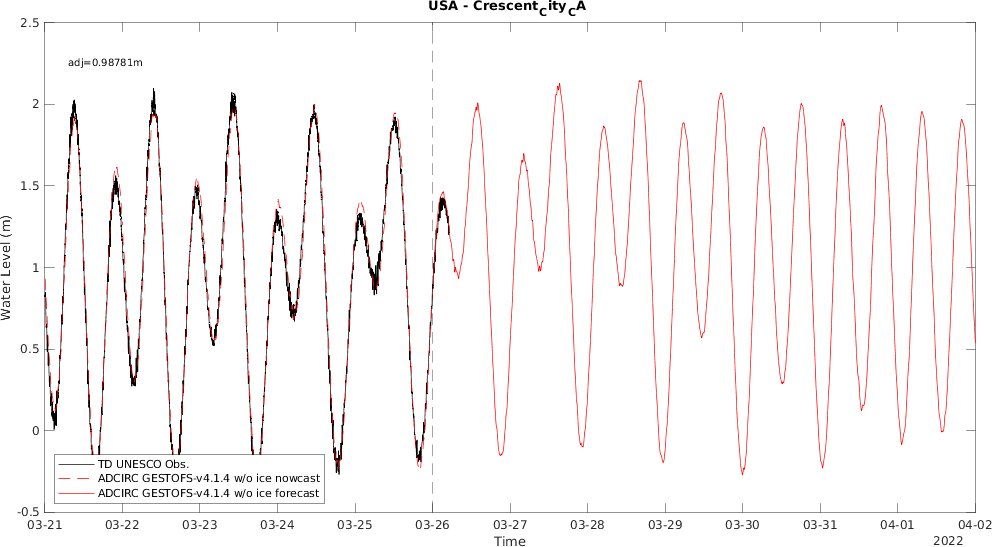 USA - Crescent_City_CA
adj=0.98781m
2.5
2
1.5
1
0.5
0
-0.5
Water Level (m)
TD UNESCO Obs.
ADCIRC GESTOFS-v4.1.4 w/o ice nowcast
ADCIRC GESTOFS-v4.1.4 w/o ice forecast
03-21 03-22 03-23 03-24 03-25 03-26 03-27 03-28 03-29 03-30 03-31 04-01 04-02
Time
2022